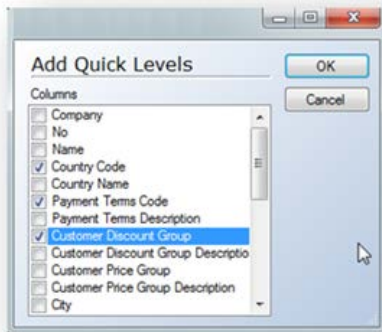 Add Quick Levels
OK
Columns
Cancel
Company
No
Name
Country Code
Country Name
Payment Terms Code
Payment Terms Description
Customer Discount Group
Customer Discount Group Descriptio
Customer Price Group
Customer Price Group Description
City